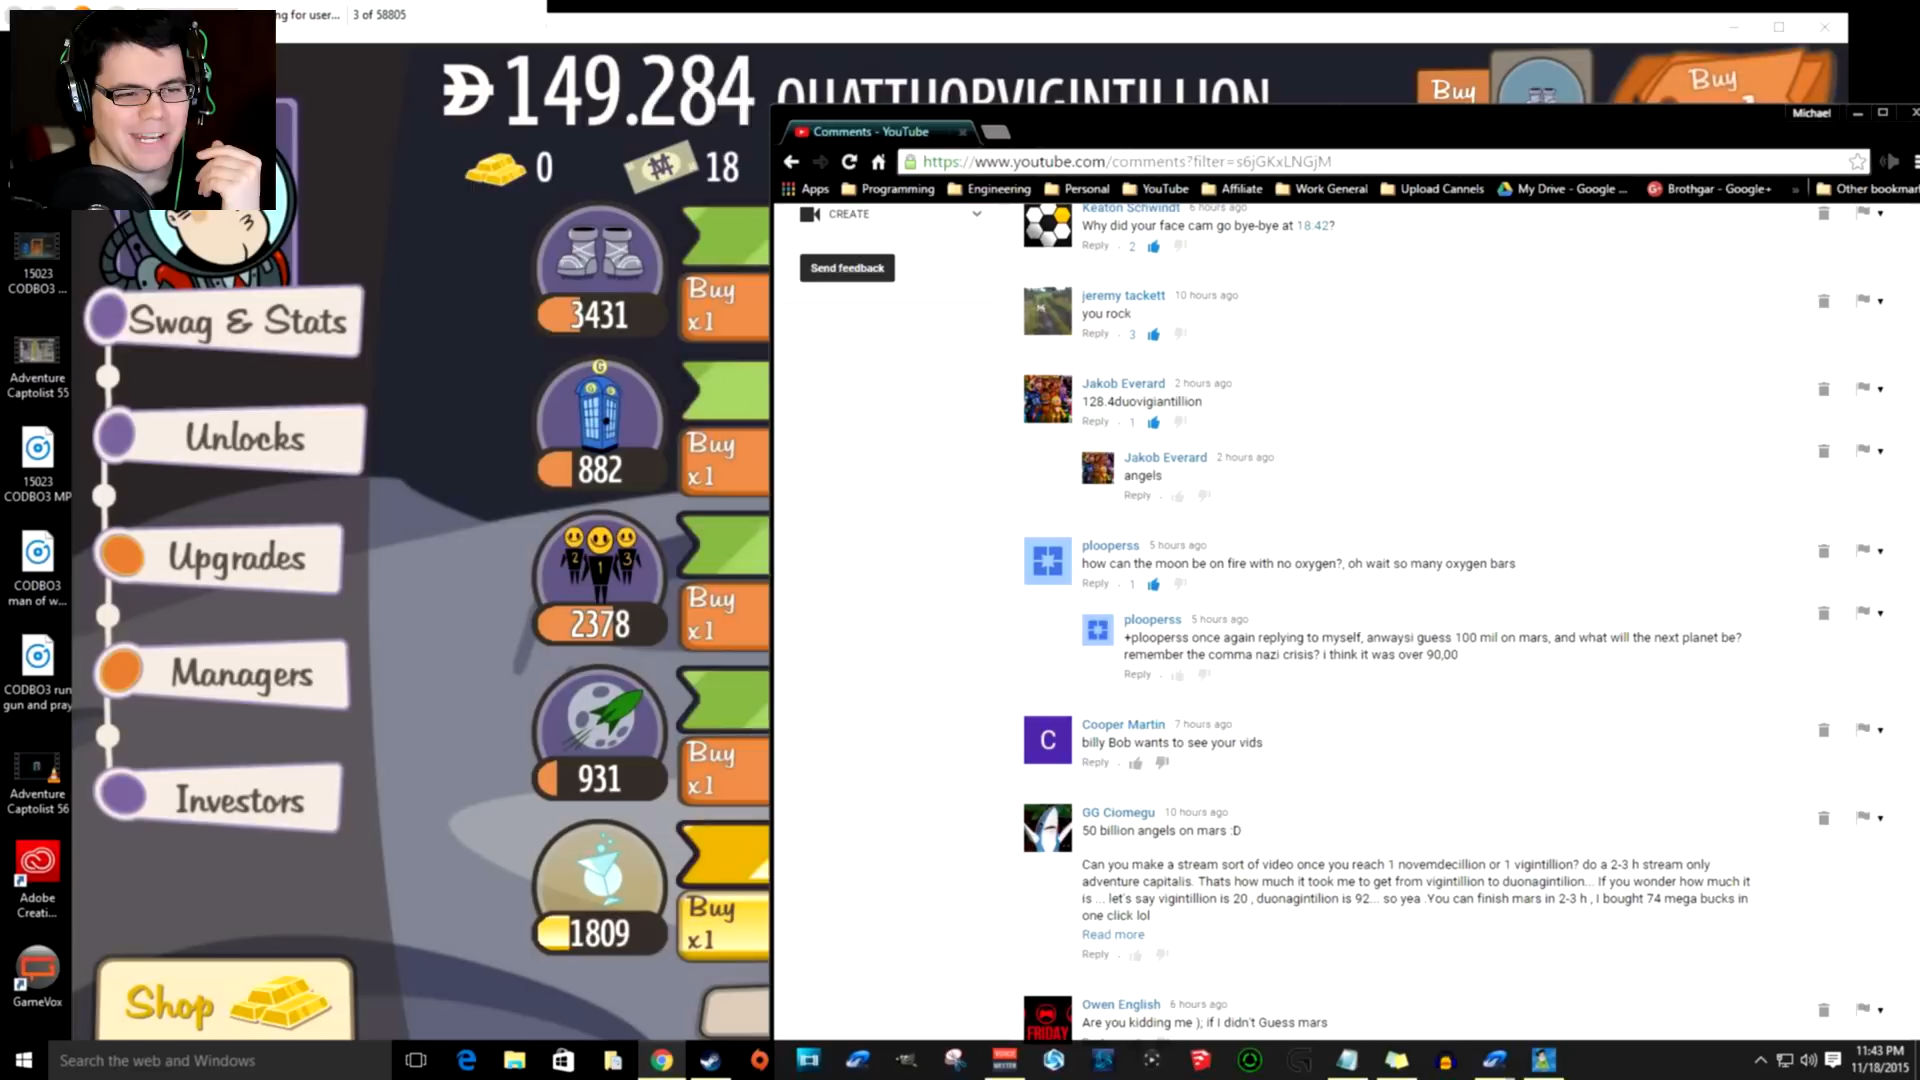 ng for user... 3 of 58805
149.284 QUATTUORVIGINTILLION
0 18
Buy
Buy
Swag & Stats
Unlocks
Upgrades
Managers
Investors
Shop
3431
Buy
x1
882
Buy
x1
2 1 3
2378
Buy
x1
931
Buy
x1
1809
Buy
x1
15023
CODBO3 ...
Adventure
Captolist 55
15023
CODBO3 MP
CODBO3
man of w...
CODBO3 run
gun and pray
Adventure
Captolist 56
Adobe
Creati...
GameVox
Michael
Comments - YouTube
https://www.youtube.com/comments?filter=s6jGKxLNGjM
Apps Programming Engineering Personal YouTube Affiliate Work General Upload Channels My Drive - Google ... Brothgar - Google+ » Other bookmar
CREATE
Send feedback
Keaton Schwindt 6 hours ago
Why did your face cam go bye-bye at 18:42?
Reply · 2
jeremy tackett 10 hours ago
you rock
Reply · 3
Jakob Everard 2 hours ago
128.4duovigiantillion
Reply · 1
Jakob Everard 2 hours ago
angels
Reply ·
plooperss 5 hours ago
how can the moon be on fire with no oxygen?, oh wait so many oxygen bars
Reply · 1
plooperss 5 hours ago
+plooperss once again replying to myself, anwaysi guess 100 mil on mars, and what will the next planet be?
remember the comma nazi crisis? i think it was over 90,00
Reply ·
C
Cooper Martin 7 hours ago
billy Bob wants to see your vids
Reply ·
GG Ciomegu 10 hours ago
50 billion angels on mars :D
Can you make a stream sort of video once you reach 1 novemdecillion or 1 vigintillion? do a 2-3 h stream only
adventure capitalis. Thats how much it took me to get from vigintillion to duonagintilion... If you wonder how much it
is ... let's say vigintillion is 20 , duonagintilion is 92... so yea .You can finish mars in 2-3 h , I bought 74 mega bucks in
one click lol
Read more
Reply ·
FRIDAY
Owen English 6 hours ago
Are you kidding me ); if I didn't Guess mars
Search the web and Windows
11:43 PM
11/18/2015